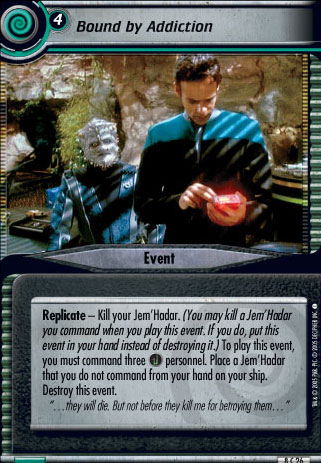 4
Bound by Addiction
Event
Replicate – Kill your Jem'Hadar. (You may kill a Jem'Hadar
you command when you play this event. If you do, put this
event in your hand instead of destroying it.) To play this event,
you must command three personnel. Place a Jem'Hadar
that you do not command from your hand on your ship.
Destroy this event.
"…they will die. But not before they kill me for betraying them…"
8 C 26